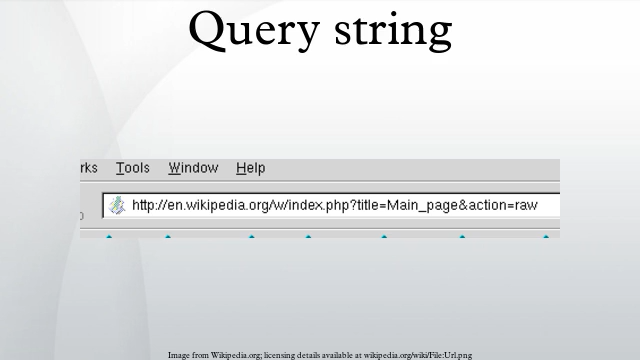 Query string
Tools Window Help
http://en.wikipedia.org/w/index.php?title=Main_page&action=raw
Image from Wikipedia.org; licensing details available at wikipedia.org/wiki/File:Url.png